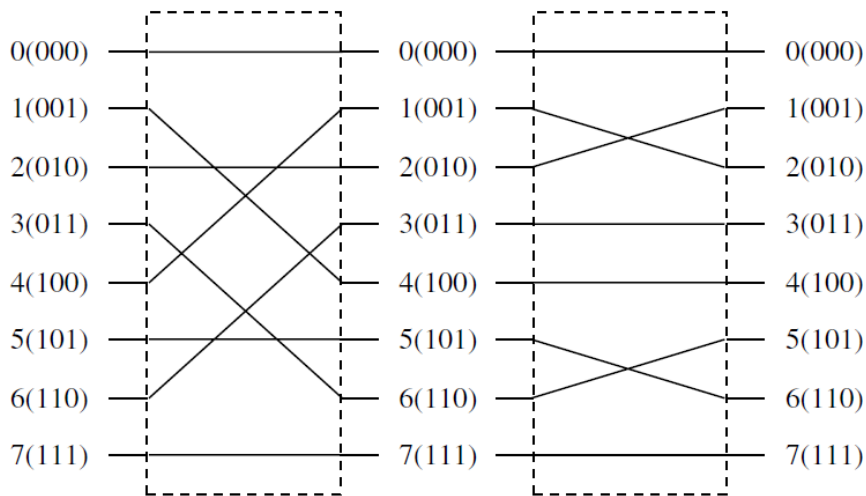 0(000) 0(000) 0(000)
1(001) 1(001) 1(001)
2(010) 2(010) 2(010)
3(011) 3(011) 3(011)
4(100) 4(100) 4(100)
5(101) 5(101) 5(101)
6(110) 6(110) 6(110)
7(111) 7(111) 7(111)